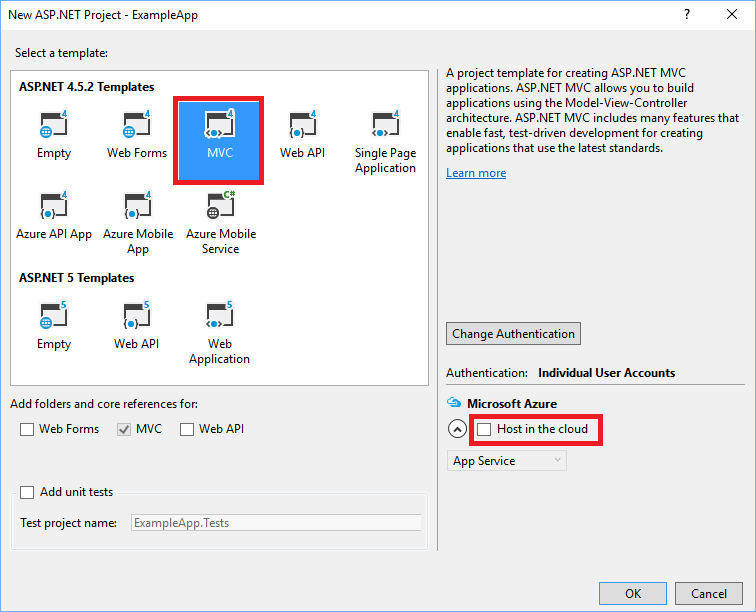 New ASP.NET Project - ExampleApp
?
Select a template:
ASP.NET 4.5.2 Templates
4 4 4 4 4
Empty Web Forms MVC Web API Single Page
Application
4 4 C#
Azure API App Azure Mobile Azure Mobile
App Service
ASP.NET 5 Templates
5 5 5
Empty Web API Web
Application
Add folders and core references for:
Web Forms MVC Web API
Add unit tests
Test project name: ExampleApp.Tests
A project template for creating ASP.NET MVC
applications. ASP.NET MVC allows you to build
applications using the Model-View-Controller
architecture. ASP.NET MVC includes many features that
enable fast, test-driven development for creating
applications that use the latest standards.
Learn more
Change Authentication
Authentication: Individual User Accounts
Microsoft Azure
Host in the cloud
App Service
OK Cancel